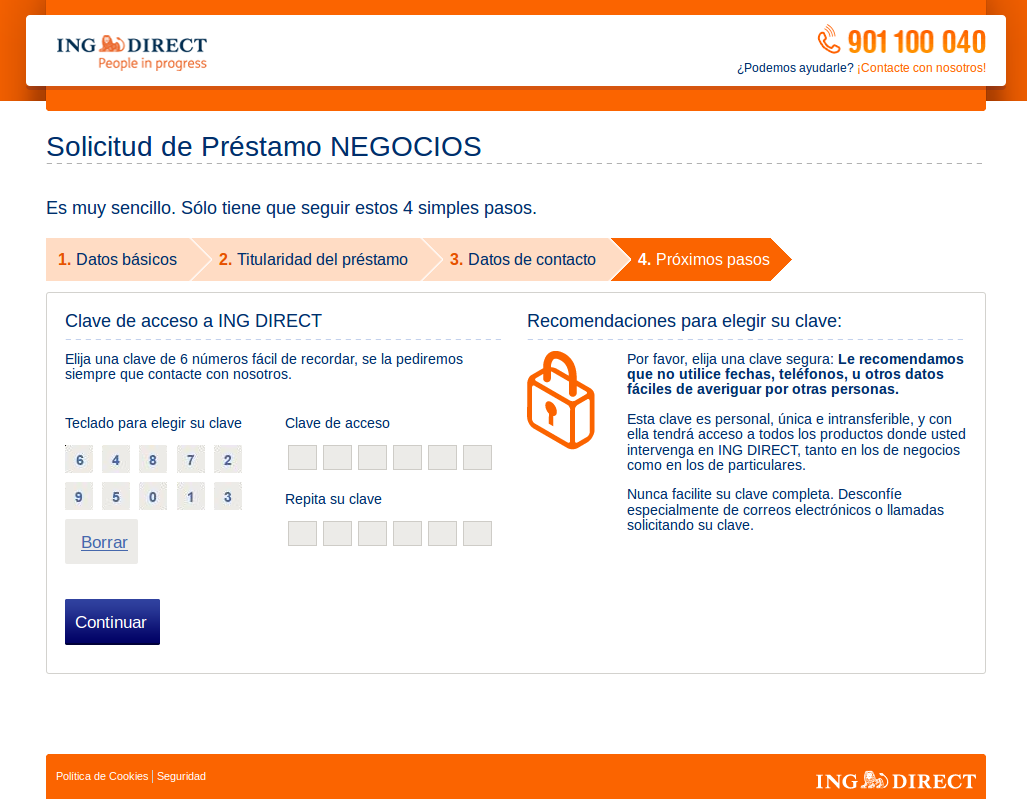 ING DIRECT
People in progress
901 100 040
¿Podemos ayudarle? ¡Contacte con nosotros!
Solicitud de Préstamo NEGOCIOS
Es muy sencillo. Sólo tiene que seguir estos 4 simples pasos.
1. Datos básicos
2. Titularidad del préstamo
3. Datos de contacto
4. Próximos pasos
Clave de acceso a ING DIRECT
Elija una clave de 6 números fácil de recordar, se la pediremos
siempre que contacte con nosotros.
Teclado para elegir su clave
6 4 8 7 2
9 5 0 1 3
Borrar
Clave de acceso
Repita su clave
Continuar
Recomendaciones para elegir su clave:
Por favor, elija una clave segura: Le recomendamos
que no utilice fechas, teléfonos, u otros datos
fáciles de averiguar por otras personas.
Esta clave es personal, única e intransferible, y con
ella tendrá acceso a todos los productos donde usted
intervenga en ING DIRECT, tanto en los de negocios
como en los de particulares.
Nunca facilite su clave completa. Desconfíe
especialmente de correos electrónicos o llamadas
solicitando su clave.
Política de Cookies | Seguridad
ING DIRECT